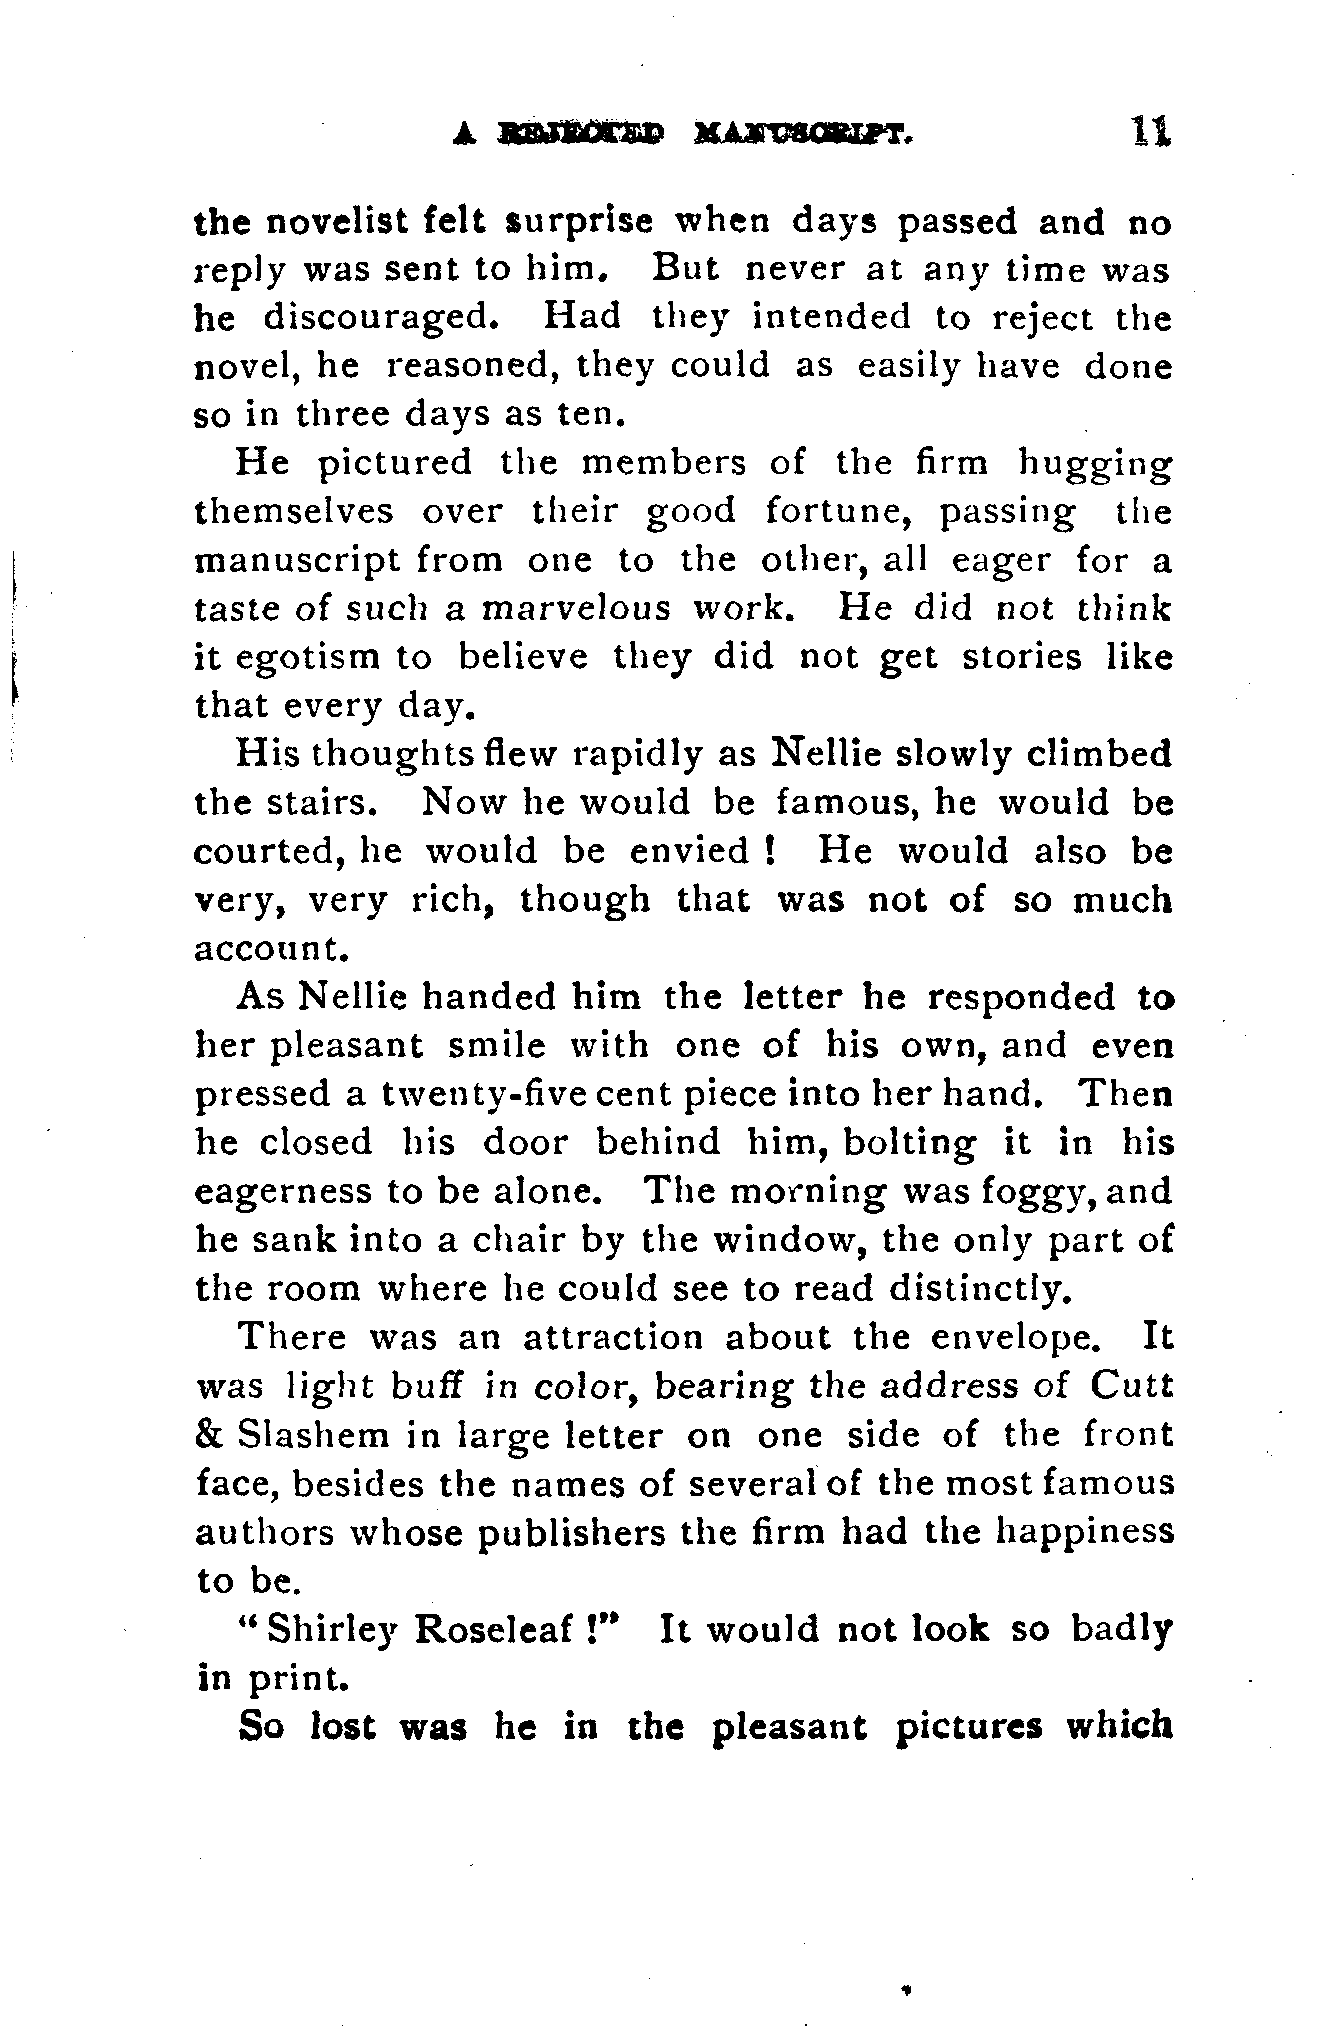 A REJECTED MANUSCRIPT. 11
the novelist felt surprise when days passed and no
reply was sent to him. But never at any time was
he discouraged. Had they intended to reject the
novel, he reasoned, they could as easily have done
so in three days as ten.
He pictured the members of the firm hugging
themselves over their good fortune, passing the
manuscript from one to the other, all eager for a
taste of such a marvelous work. He did not think
it egotism to believe they did not get stories like
that every day.
His thoughts flew rapidly as Nellie slowly climbed
the stairs. Now he would be famous, he would be
courted, he would be envied ! He would also be
very, very rich, though that was not of so much
account.
As Nellie handed him the letter he responded to
her pleasant smile with one of his own, and even
pressed a twenty-five cent piece into her hand. Then
he closed his door behind him, bolting it in his
eagerness to be alone. The morning was foggy, and
he sank into a chair by the window, the only part of
the room where he could see to read distinctly.
There was an attraction about the envelope. It
was light buff in color, bearing the address of Cutt
& Slashem in large letter on one side of the front
face, besides the names of several of the most famous
authors whose publishers the firm had the happiness
to be.
“ Shirley Roseleaf !” It would not look so badly
in print.
So lost was he in the pleasant pictures which